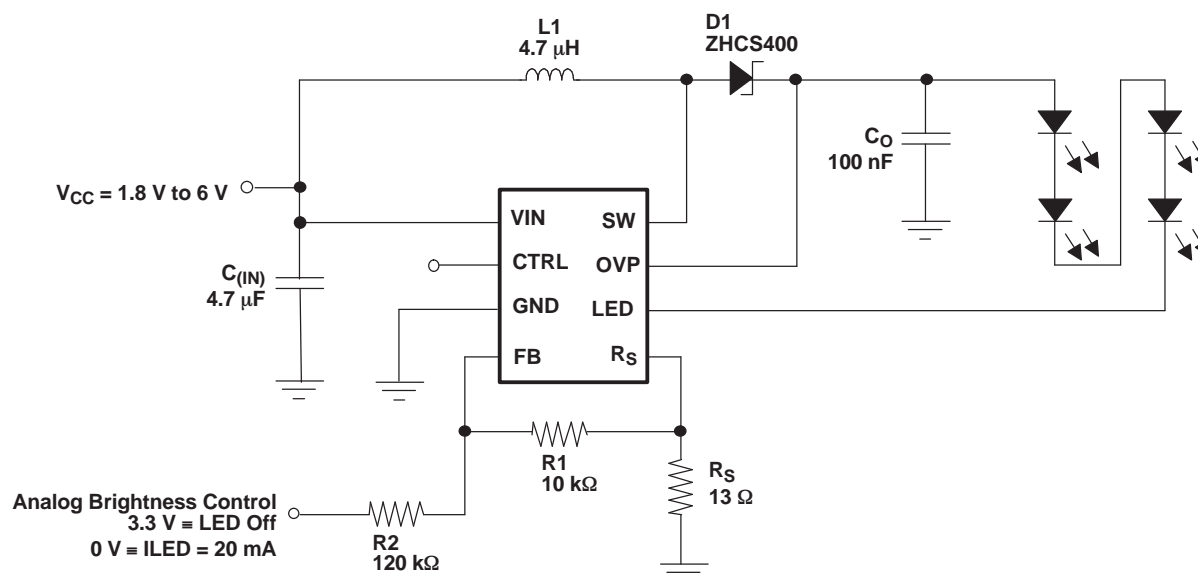 L1
4.7 μH
D1
ZHCS400
CO
100 nF
VCC = 1.8 V to 6 V
C(IN)
4.7 μF
VIN
CTRL
GND
FB
SW
OVP
LED
RS
R1
10 kΩ
RS
13 Ω
Analog Brightness Control
3.3 V ≡ LED Off
0 V ≡ ILED = 20 mA
R2
120 kΩ